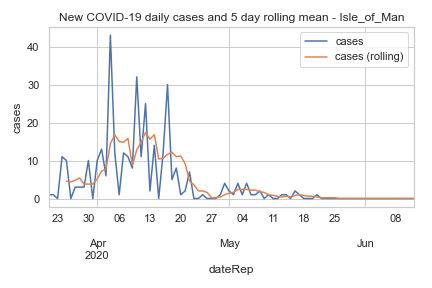 New COVID-19 daily cases and 5 day rolling mean - Isle_of_Man
cases
cases (rolling)
cases
40
30
20
10
0
23 30 06 13 20 27 04 11 18 25 08
Apr May Jun
2020
dateRep